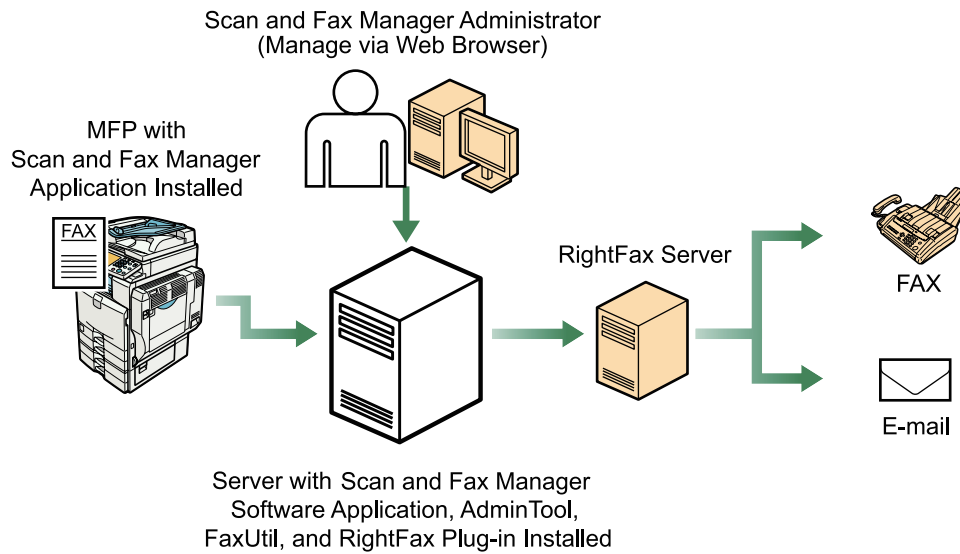 Scan and Fax Manager Administrator
(Manage via Web Browser)
MFP with
Scan and Fax Manager
Application Installed
FAX
RightFax Server
FAX
E-mail
Server with Scan and Fax Manager
Software Application, AdminTool,
FaxUtil, and RightFax Plug-in Installed